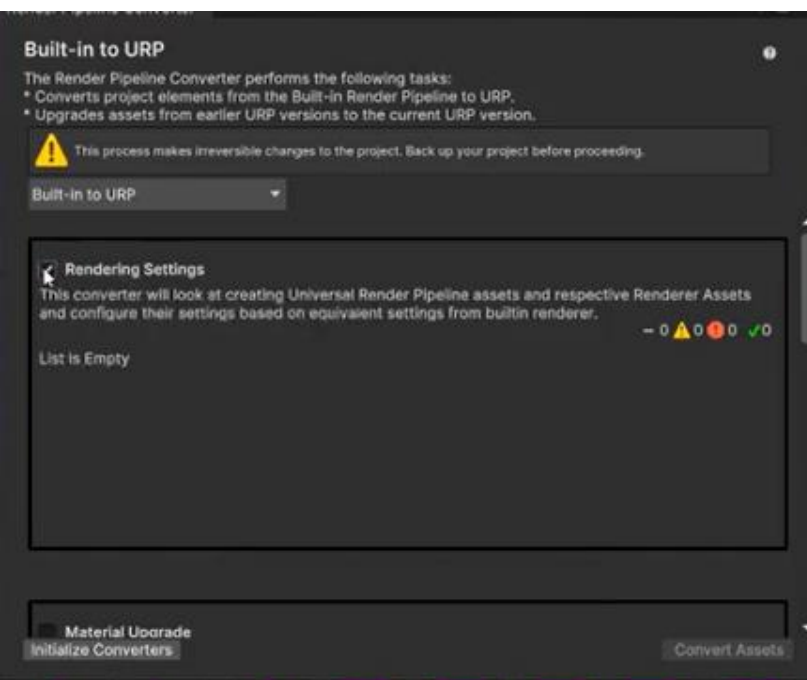 Built-in to URP
The Render Pipeline Converter performs the following tasks:
* Converts project elements from the Built-in Render Pipeline to URP.
* Upgrades assets from earlier URP versions to the current URP version.
This process makes irreversible changes to the project. Back up your project before proceeding.
Built-in to URP
Rendering Settings
This converter will look at creating Universal Render Pipeline assets and respective Renderer Assets
and configure their settings based on equivalent settings from builtin renderer.
- 0 0 0 0
List Is Empty
Material Upgrade
Initialize Converters
Convert Assets